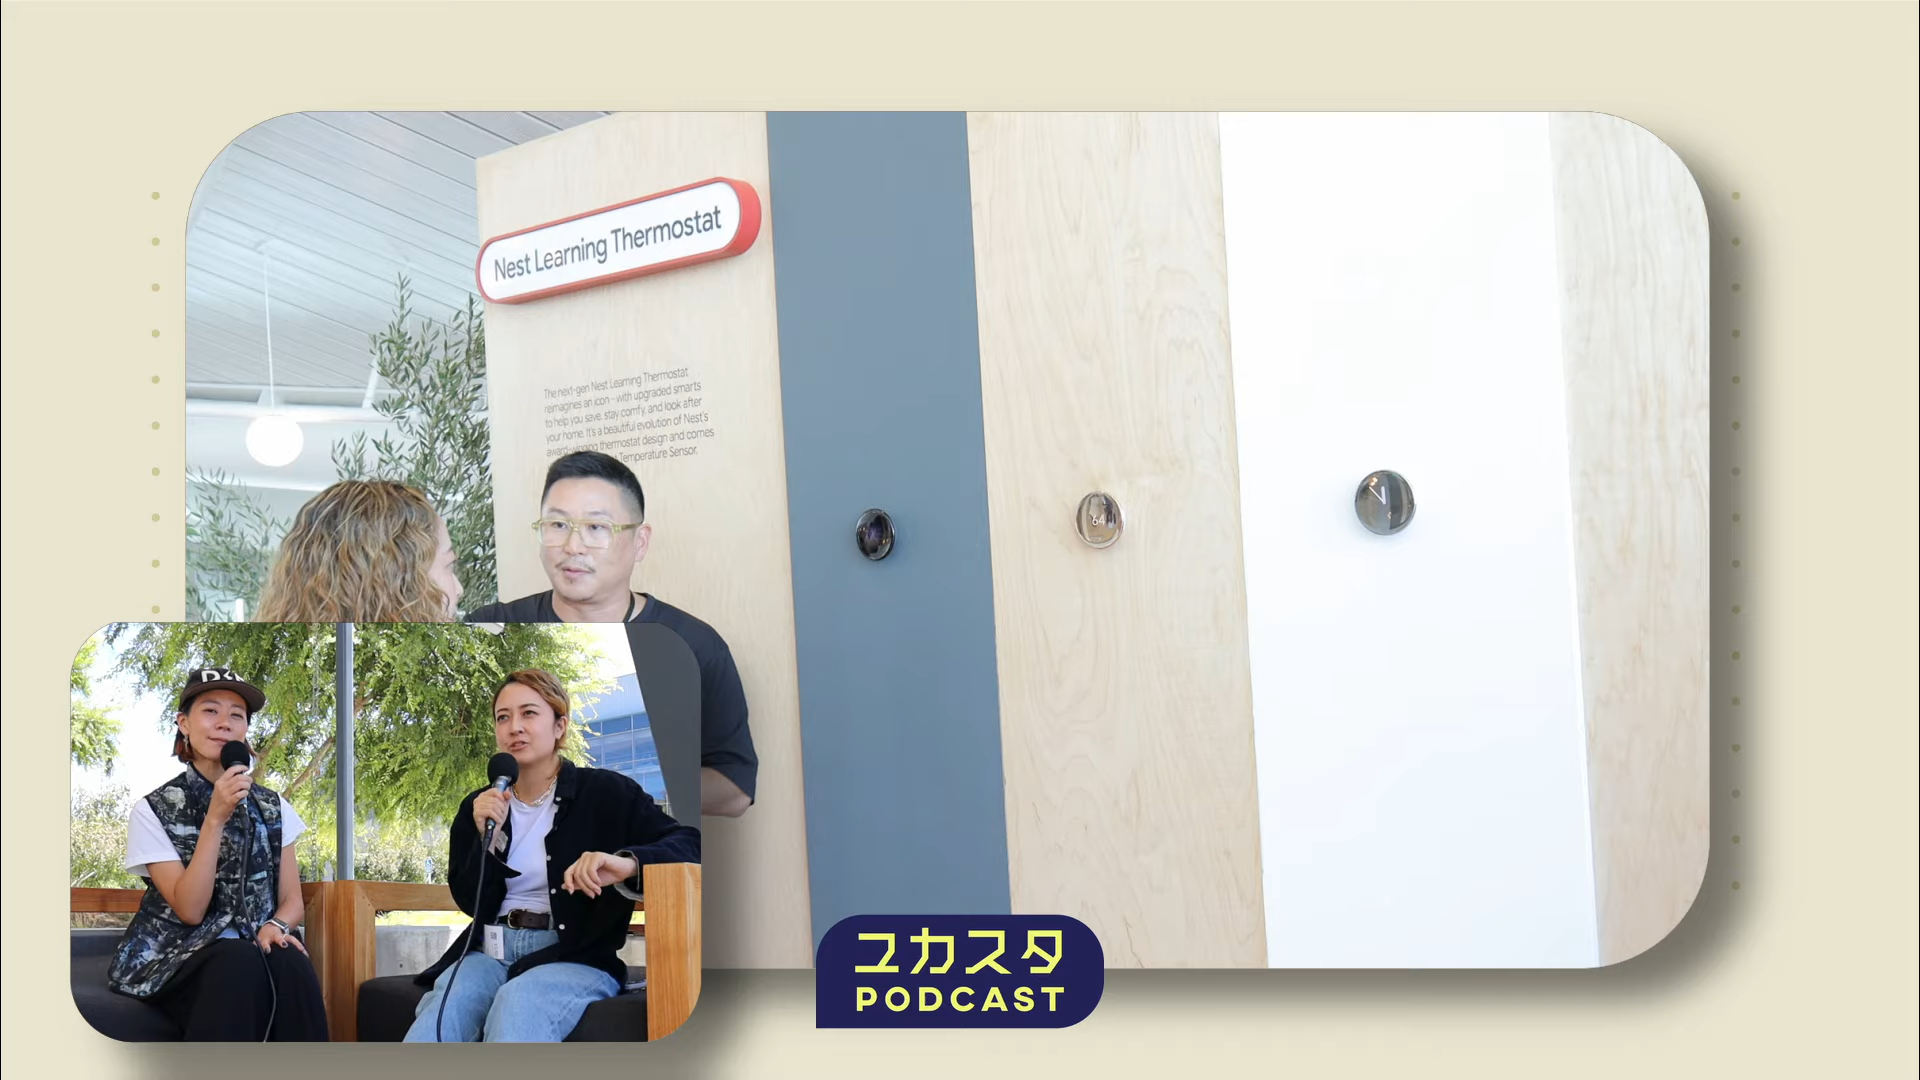 Nest Learning Thermostat
The next-gen Nest Learning Thermostat
reimagines an icon - with upgraded smarts
to help you save, stay comfy, and look after
your home. It's a beautiful evolution of Nest's
award-winning thermostat design and comes
Temperature Sensor.
64
ユカスタ
PODCAST